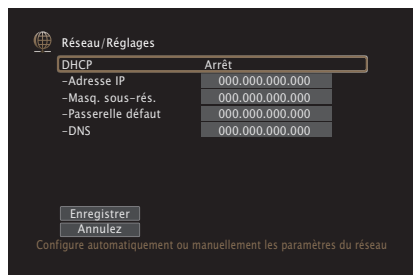 Réseau/Réglages
DHCP Arrêt
-Adresse IP 000.000.000.000
-Masq. sous-rés. 000.000.000.000
-Passerelle défaut 000.000.000.000
-DNS 000.000.000.000
Enregistrer
Annulez
Configure automatiquement ou manuellement les paramètres du réseau